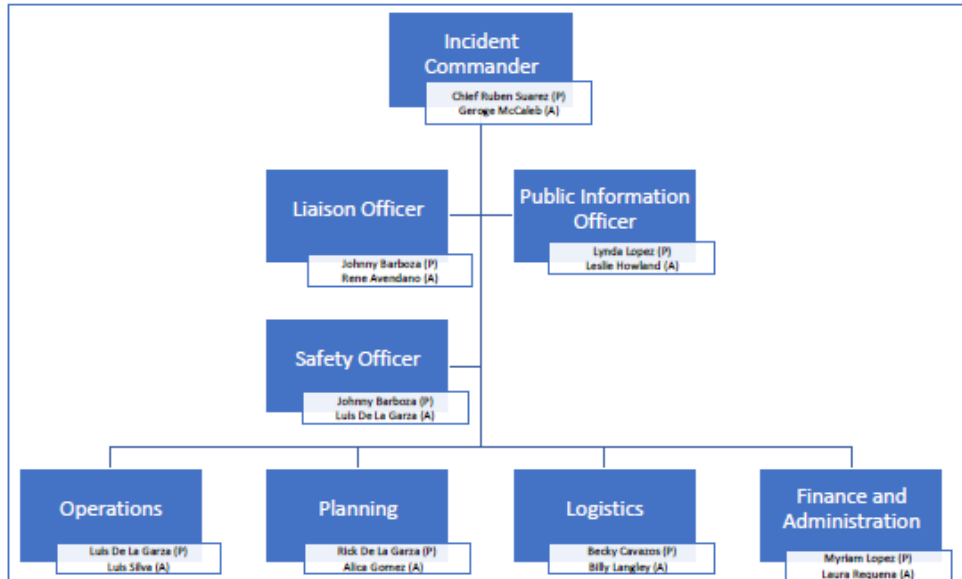 Incident
Commander
Chief Ruben Suarez (P)
Geroge McCaleb (A)
Liaison Officer
Johnny Barboza (P)
Rene Avendano (A)
Public Information
Officer
Lynda Lopez (P)
Leslie Howland (A)
Safety Officer
Johnny Barboza (P)
Luis De La Garza (A)
Operations
Luis De La Garza (P)
Luis Silva (A)
Planning
Rick De La Garza (P)
Alica Gomez (A)
Logistics
Becky Cavazos (P)
Billy Langley (A)
Finance and
Administration
Myriam Lopez (P)
Laura Requena (A)